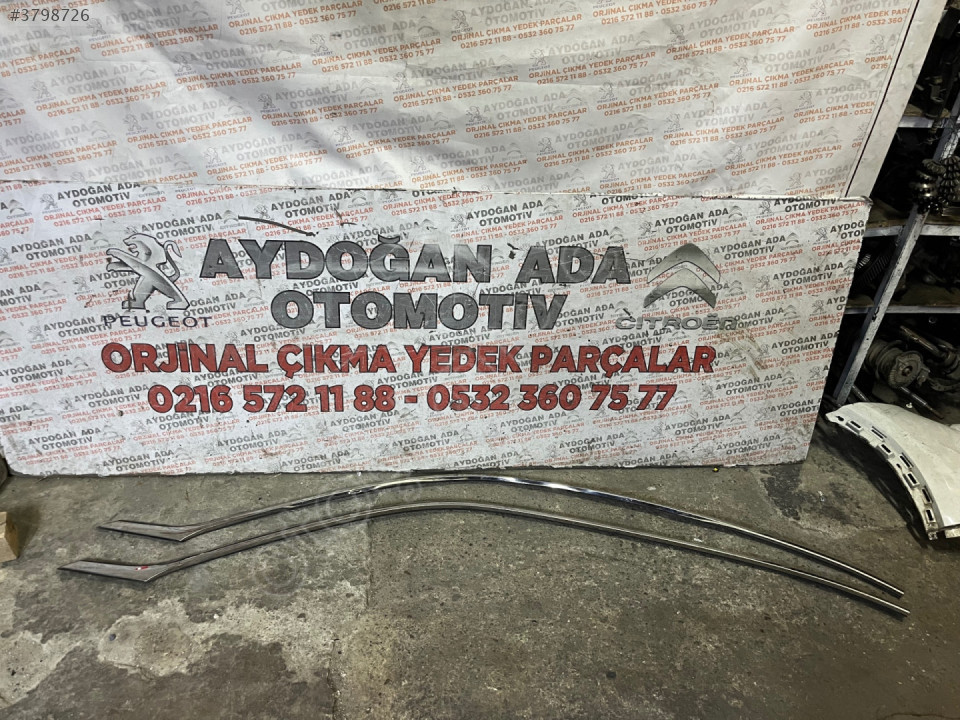 #3798726
AYDOĞAN ADA
OTOMOTİV
PEUGEOT
CITROËN
ORJİNAL ÇIKMA YEDEK PARÇALAR
0216 572 11 88 - 0532 360 75 77